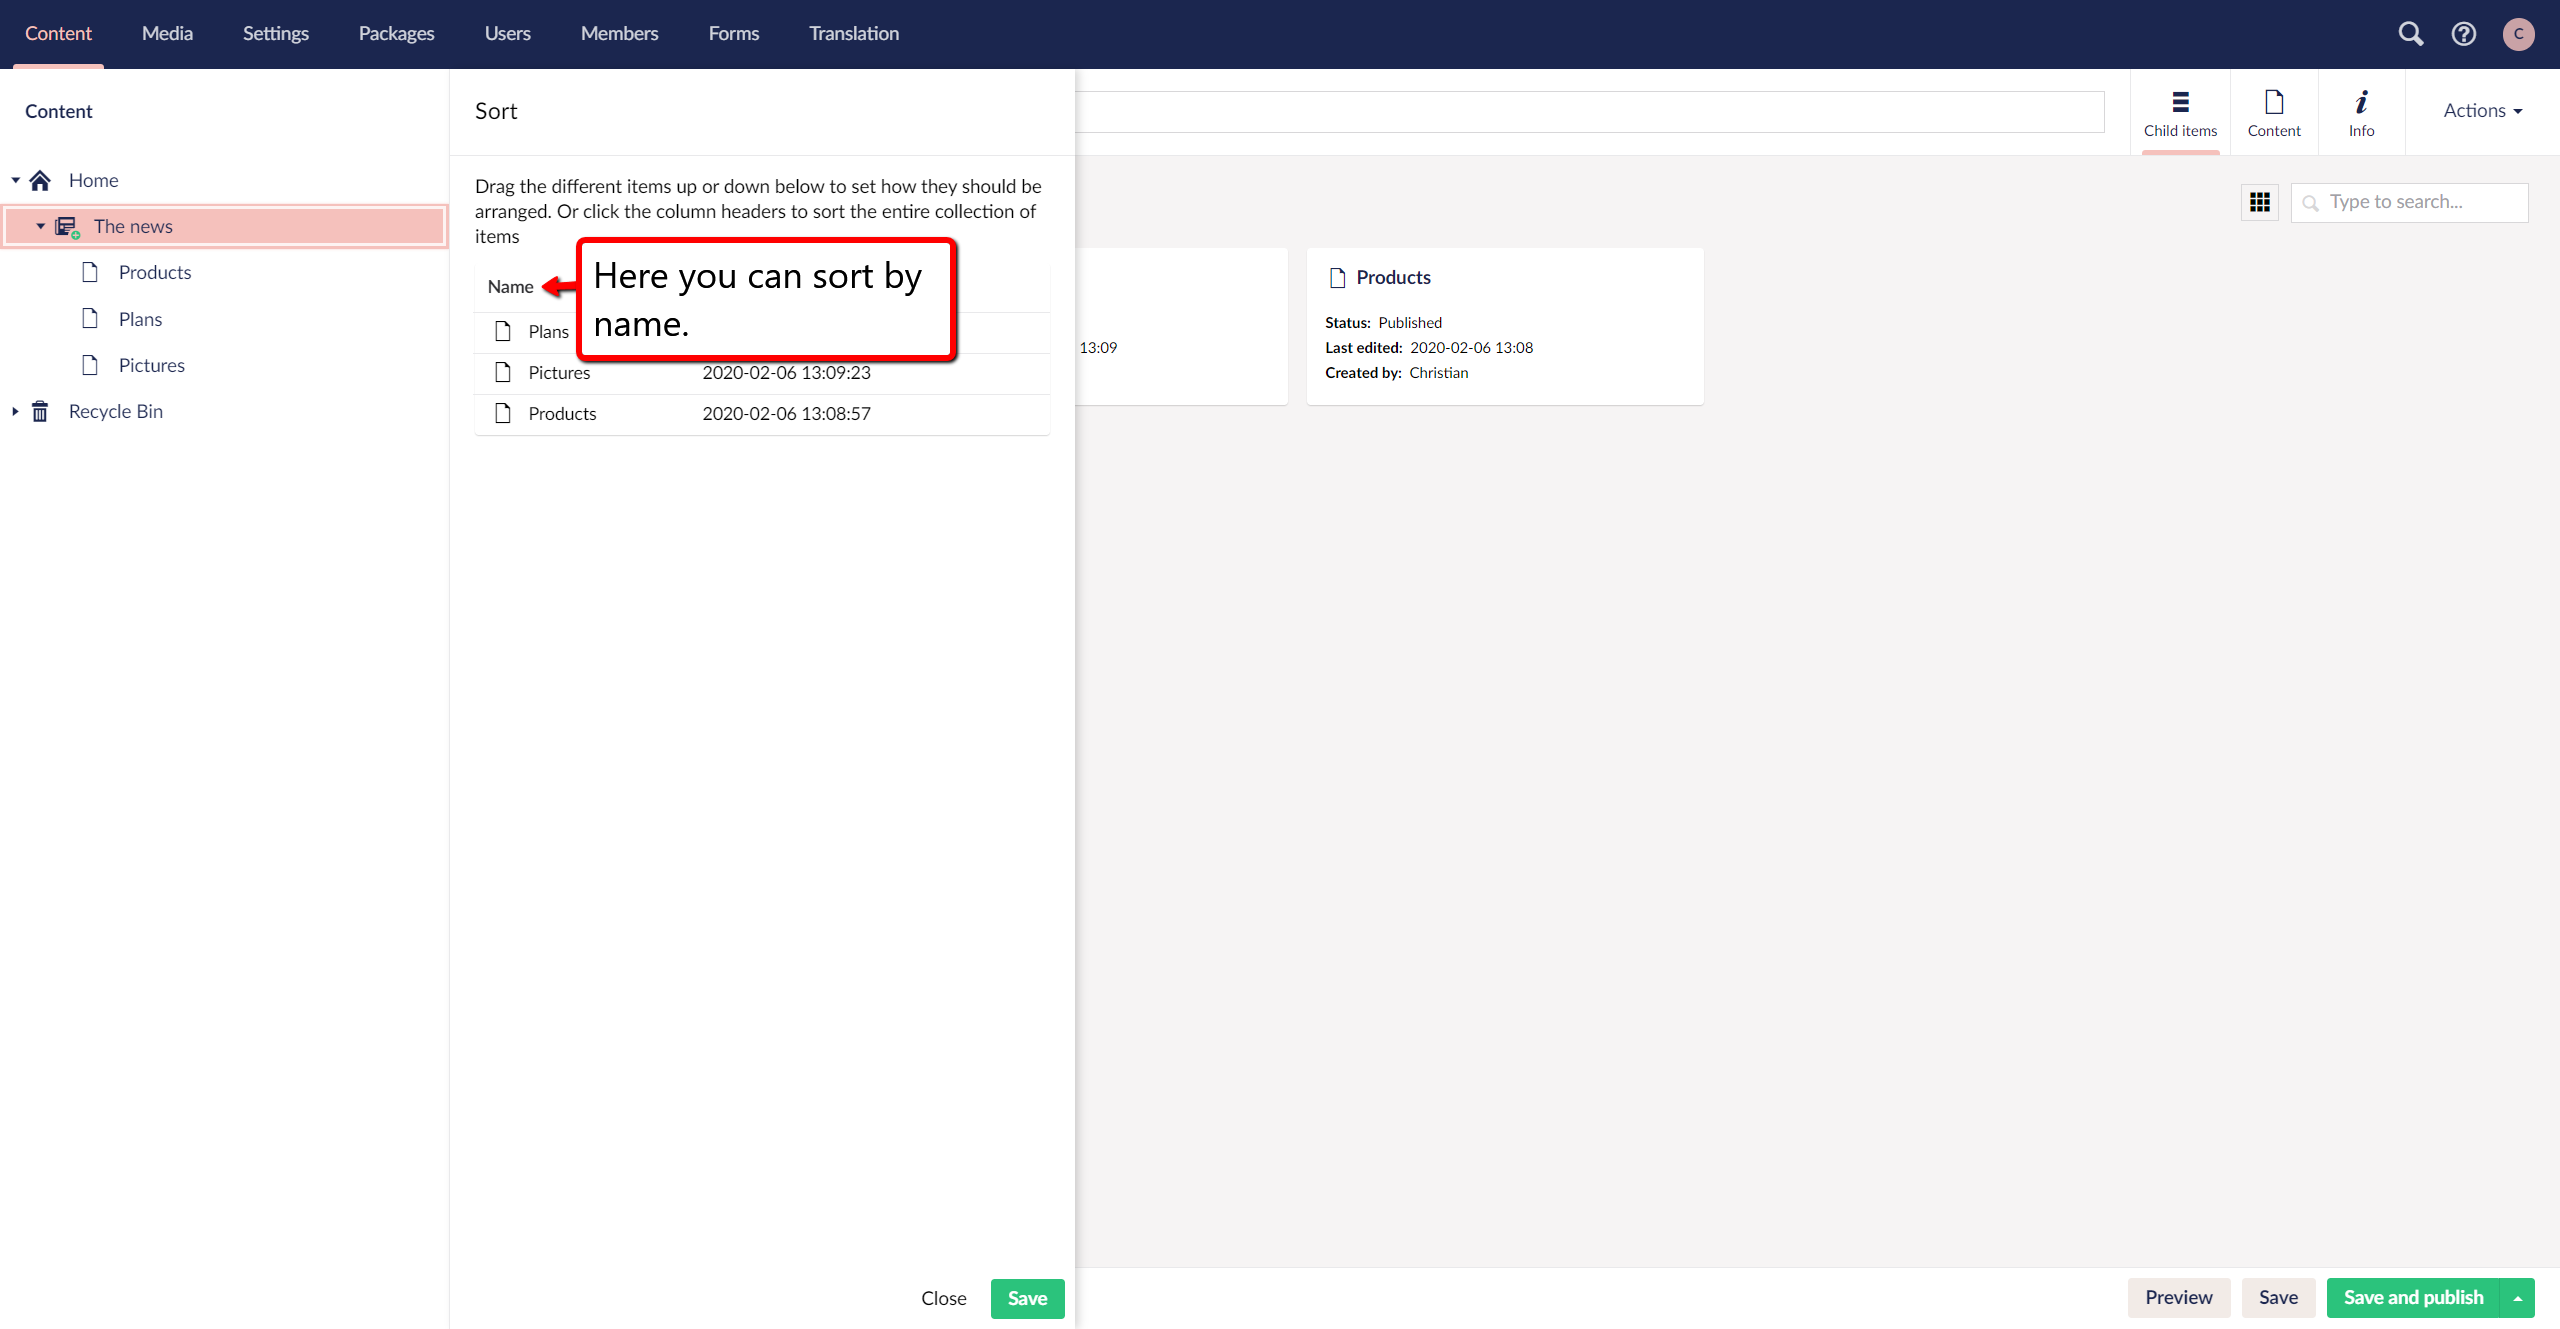 Content Media Settings Packages Users Members Forms Translation C
Content
Home
The news
Products
Plans
Pictures
Recycle Bin
Sort
Drag the different items up or down below to set how they should be
arranged. Or click the column headers to sort the entire collection of
items
Name
Here you can sort by
name.
Plans
Pictures 2020-02-06 13:09:23
Products 2020-02-06 13:08:57
Close Save
Child items Content Info Actions
Type to search...
13:09
Products
Status: Published
Last edited: 2020-02-06 13:08
Created by: Christian
Preview Save Save and publish